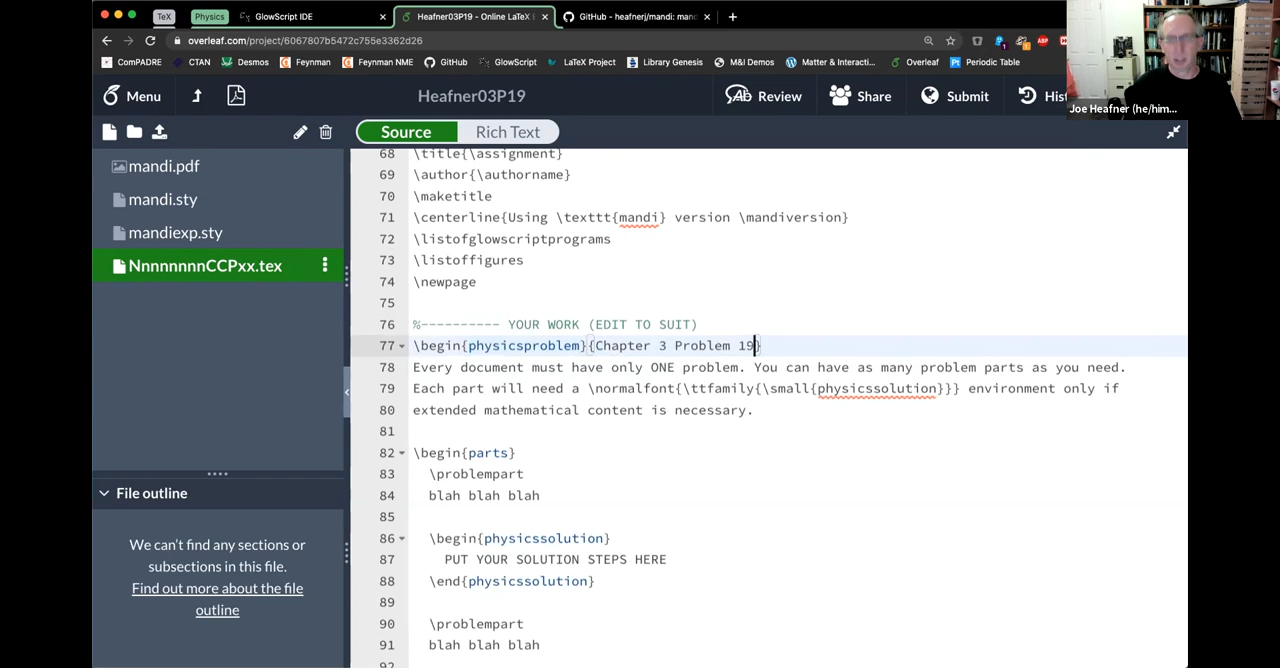 TeX Physics GlowScript IDE × Heafner03P19 - Online LaTeX E × GitHub - heafnerj/mandi: man × +
overleaf.com/project/6067807b5472c755e3362d26
ComPADRE CTAN Desmos Feynman Feynman NME GitHub GlowScript LaTeX Project Library Genesis M&I Demos Matter & Interacti... Overleaf Periodic Table
Menu Heafner03P19 Review Share Submit Hist
Joe Heafner (he/him...
Source Rich Text
mandi.pdf
mandi.sty
mandiexp.sty
NnnnnnnnCCPxx.tex
File outline
We can't find any sections or
subsections in this file.
Find out more about the file
outline
68 \title{\assignment}
69 \author{\authorname}
70 \maketitle
71 \centerline{Using \texttt{mandi} version \mandiversion}
72 \listofglowscriptprograms
73 \listoffigures
74 \newpage
75
76 %---------- YOUR WORK (EDIT TO SUIT)
77 \begin{physicsproblem}{Chapter 3 Problem 19}
78 Every document must have only ONE problem. You can have as many problem parts as you need.
79 Each part will need a \normalfont{\ttfamily{\small{physicssolution}}} environment only if
80 extended mathematical content is necessary.
81
82 \begin{parts}
83 \problempart
84 blah blah blah
85
86 \begin{physicssolution}
87 PUT YOUR SOLUTION STEPS HERE
88 \end{physicssolution}
89
90 \problempart
91 blah blah blah
92